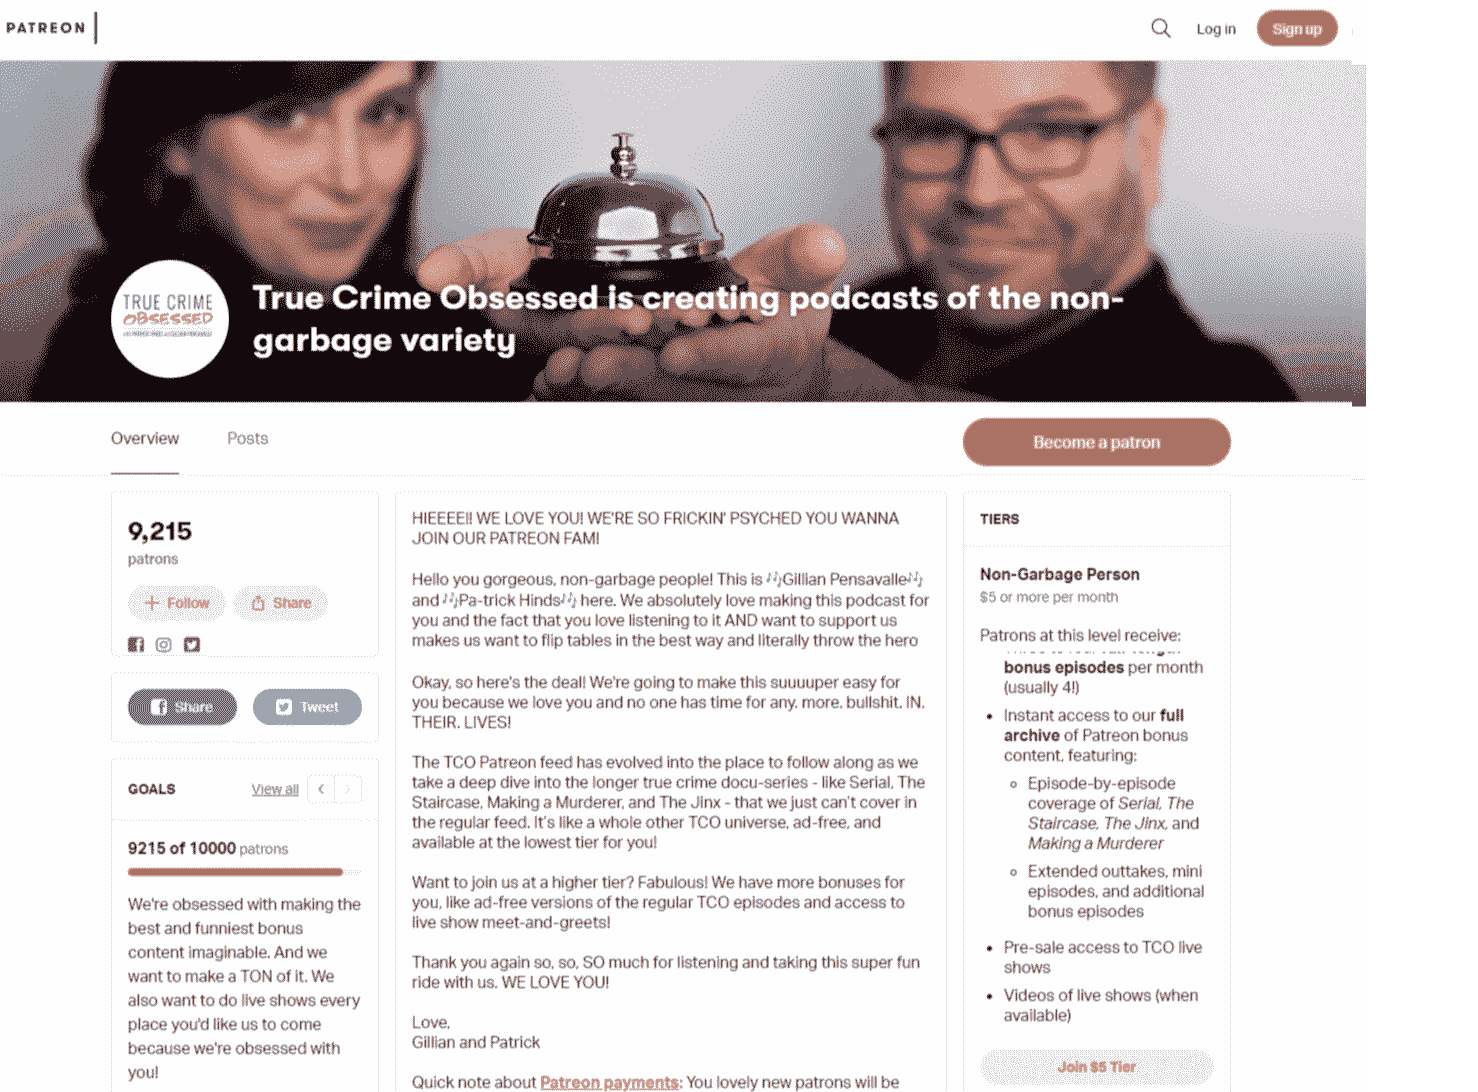 PATREON
Log in
Sign up
TRUE CRIME
OBSESSED
True Crime Obsessed is creating podcasts of the non-
garbage variety
Overview
Posts
Become a patron
9,215
patrons
Follow
Share
Share
Tweet
GOALS
View all
9215 of 10000 patrons
We're obsessed with making the
best and funniest bonus
content imaginable. And we
want to make a TON of it. We
also want to do live shows every
place you'd like us to come
because we're obsessed with
you!
HIEEEE!! WE LOVE YOU! WE'RE SO FRICKIN' PSYCHED YOU WANNA
JOIN OUR PATREON FAM!
Hello you gorgeous, non-garbage people! This is 🎶Gillian Pensavalle🎶
and 🎶Pa-trick Hinds🎶 here. We absolutely love making this podcast for
you and the fact that you love listening to it AND want to support us
makes us want to flip tables in the best way and literally throw the hero
Okay, so here's the deal! We're going to make this suuuuper easy for
you because we love you and no one has time for any. more. bullshit. IN.
THEIR. LIVES!
The TCO Patreon feed has evolved into the place to follow along as we
take a deep dive into the longer true crime docu-series - like Serial, The
Staircase, Making a Murderer, and The Jinx - that we just can't cover in
the regular feed. It's like a whole other TCO universe, ad-free, and
available at the lowest tier for you!
Want to join us at a higher tier? Fabulous! We have more bonuses for
you, like ad-free versions of the regular TCO episodes and access to
live show meet-and-greets!
Thank you again so, so, SO much for listening and taking this super fun
ride with us. WE LOVE YOU!
Love,
Gillian and Patrick
Quick note about Patreon payments: You lovely new patrons will be
TIERS
Non-Garbage Person
$5 or more per month
Patrons at this level receive:
bonus episodes per month
(usually 4!)
• Instant access to our full
archive of Patreon bonus
content, featuring:
◦ Episode-by-episode
coverage of Serial, The
Staircase, The Jinx, and
Making a Murderer
◦ Extended outtakes, mini
episodes, and additional
bonus episodes
• Pre-sale access to TCO live
shows
• Videos of live shows (when
available)
Join $5 Tier